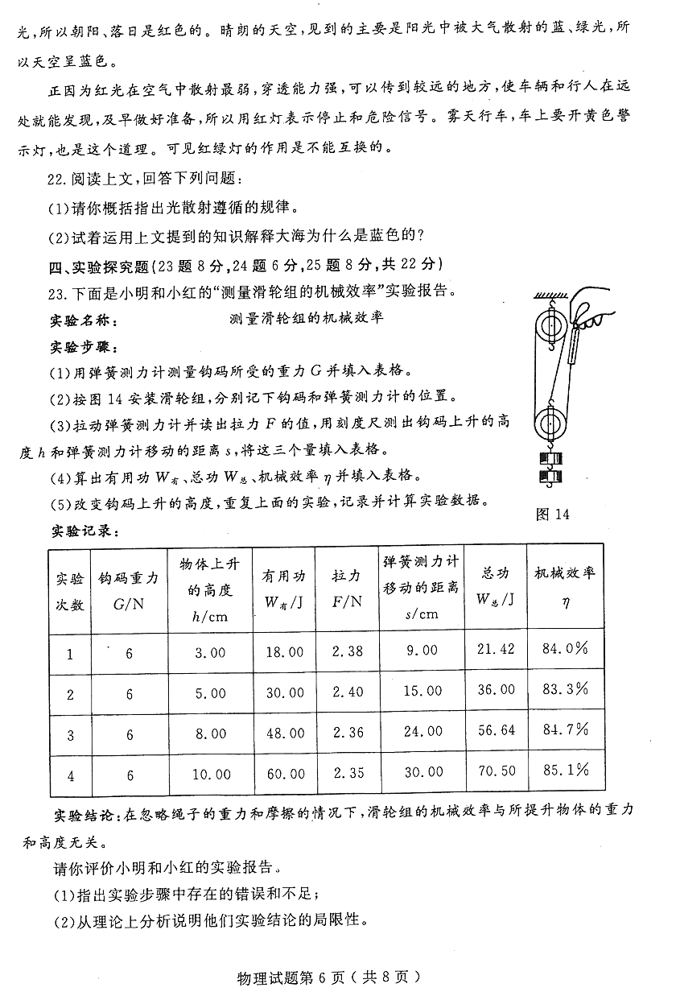 光,所以朝阳、落日是红色的。晴朗的天空,见到的主要是阳光中被大气散射的蓝、绿光,所
以天空呈蓝色。
正因为红光在空气中散射最弱,穿透能力强,可以传到较远的地方,使车辆和行人在远
处就能发现,及早做好准备,所以用红灯表示停止和危险信号。雾天行车,车上要开黄色警
示灯,也是这个道理。可见红绿灯的作用是不能互换的。
22.阅读上文,回答下列问题:
(1)请你概括指出光散射遵循的规律。
(2)试着运用上文提到的知识解释大海为什么是蓝色的?
四、实验探究题(23题8分,24题6分,25题8分,共22分)
23.下面是小明和小红的“测量滑轮组的机械效率”实验报告。
实验名称: 测量滑轮组的机械效率
实验步骤:
(1)用弹簧测力计测量钩码所受的重力G并填入表格。
(2)按图14安装滑轮组,分别记下钩码和弹簧测力计的位置。
(3)拉动弹簧测力计并读出拉力F的值,用刻度尺测出钩码上升的高
度h和弹簧测力计移动的距离s,将这三个量填入表格。
(4)算出有用功W有、总功W总、机械效率η并填入表格。
(5)改变钩码上升的高度,重复上面的实验,记录并计算实验数据。
图14
实验记录:
实验次数 钩码重力G/N 物体上升的高度h/cm 有用功W有/J 拉力F/N 弹簧测力计移动的距离s/cm 总功W总/J 机械效率η
1 6 3.00 18.00 2.38 9.00 21.42 84.0%
2 6 5.00 30.00 2.40 15.00 36.00 83.3%
3 6 8.00 48.00 2.36 24.00 56.64 84.7%
4 6 10.00 60.00 2.35 30.00 70.50 85.1%
实验结论:在忽略绳子的重力和摩擦的情况下,滑轮组的机械效率与所提升物体的重力
和高度无关。
请你评价小明和小红的实验报告。
(1)指出实验步骤中存在的错误和不足;
(2)从理论上分析说明他们实验结论的局限性。
物理试题第6页(共8页)